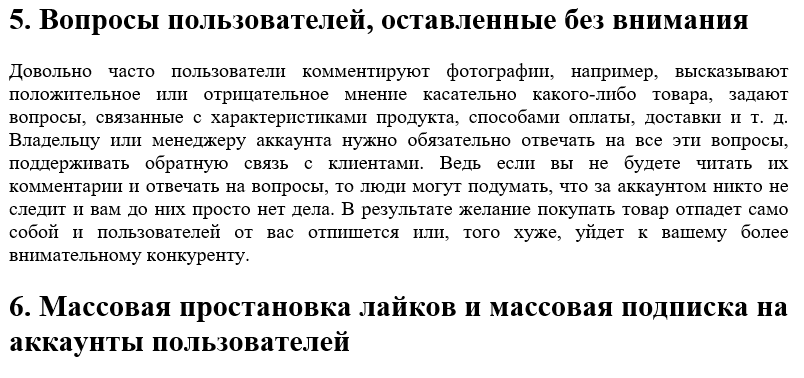 5. Вопросы пользователей, оставленные без внимания
Довольно часто пользователи комментируют фотографии, например, высказывают
положительное или отрицательное мнение касательно какого-либо товара, задают
вопросы, связанные с характеристиками продукта, способами оплаты, доставки и т. д.
Владельцу или менеджеру аккаунта нужно обязательно отвечать на все эти вопросы,
поддерживать обратную связь с клиентами. Ведь если вы не будете читать их
комментарии и отвечать на вопросы, то люди могут подумать, что за аккаунтом никто не
следит и вам до них просто нет дела. В результате желание покупать товар отпадет само
собой и пользователей от вас отпишется или, того хуже, уйдет к вашему более
внимательному конкуренту.
6. Массовая простановка лайков и массовая подписка на
аккаунты пользователей